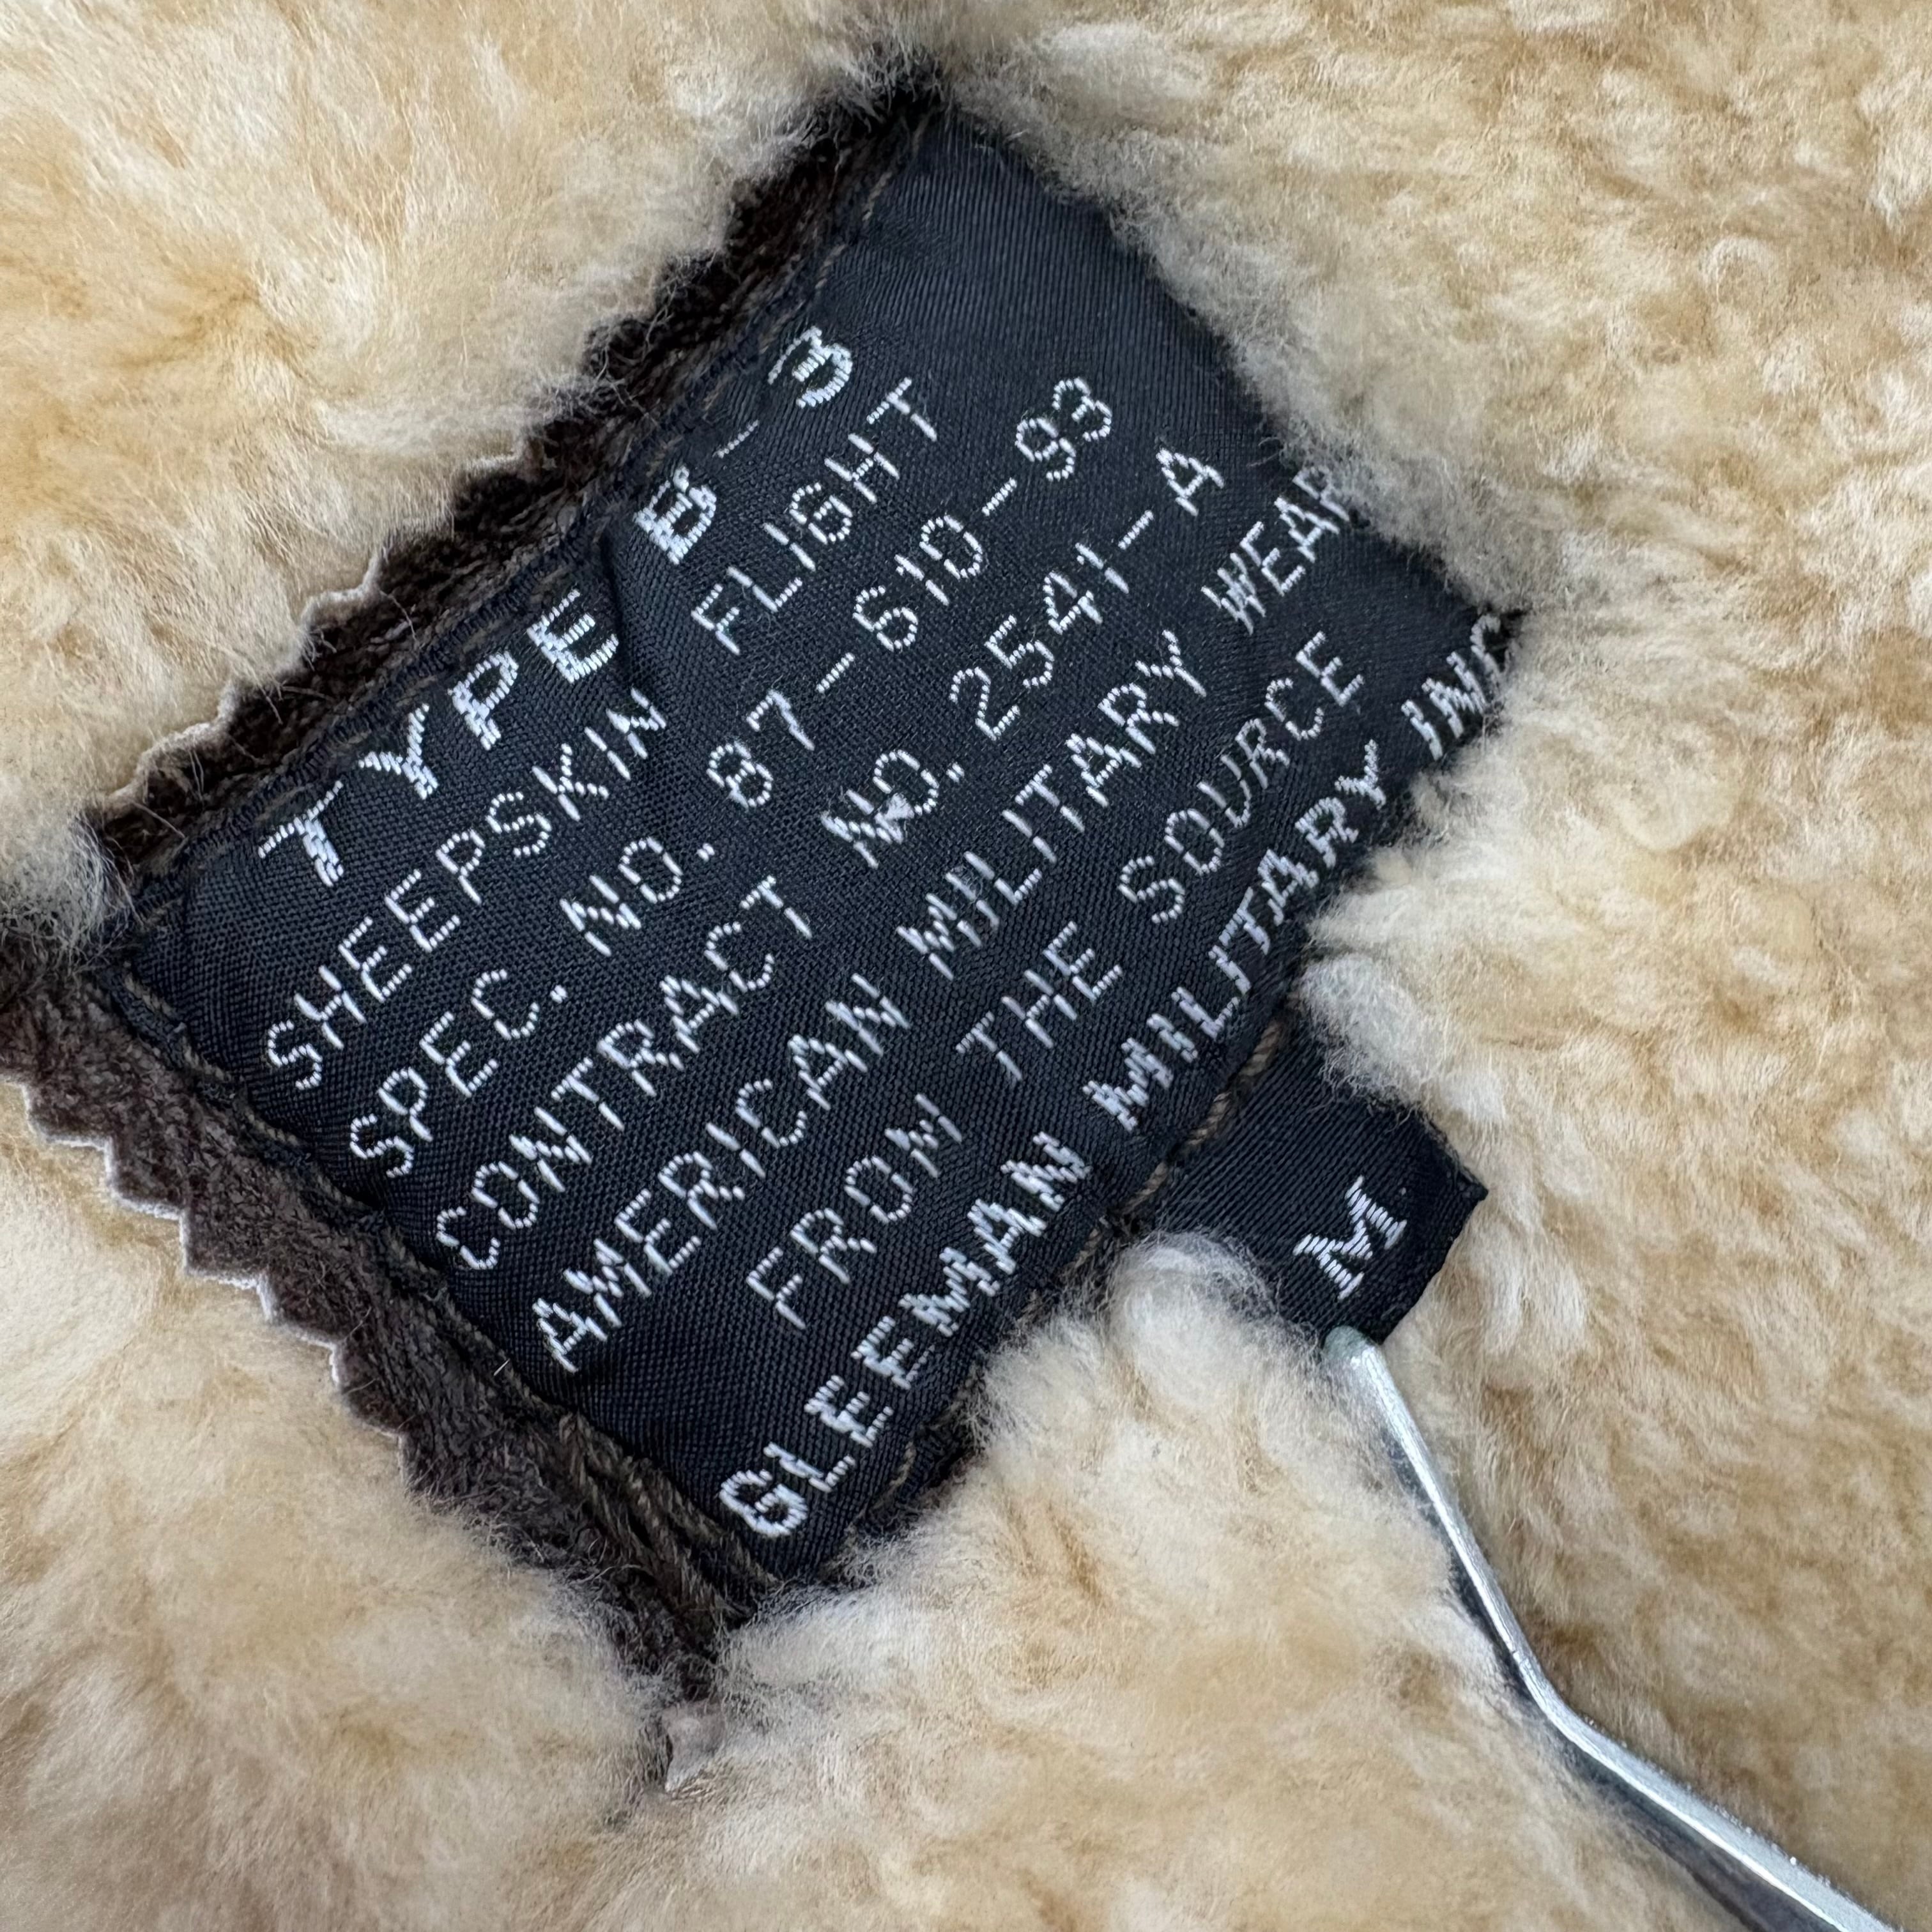 TYPE B-3
SHEEPSKIN FLIGHT
SPEC. NO. 87-610-93
CONTRACT NO. 2541-A
AMERICAN MILITARY WEAR
FROM THE SOURCE
GLEEMAN MILITARY INC
M